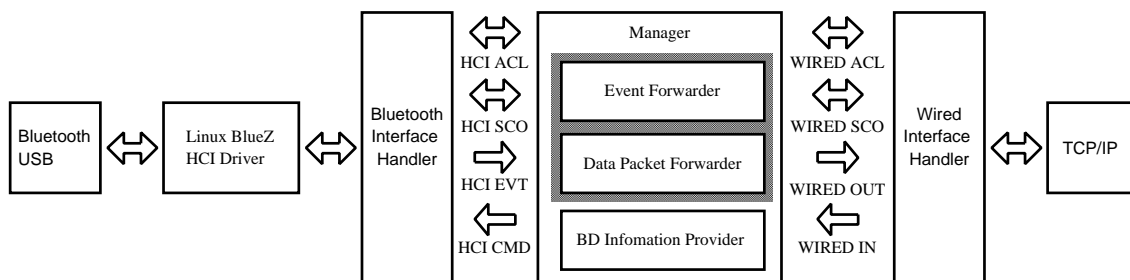 Bluetooth
USB
Linux BlueZ
HCI Driver
Bluetooth
Interface
Handler
HCI ACL
HCI SCO
HCI EVT
HCI CMD
Manager
Event Forwarder
Data Packet Forwarder
BD Infomation Provider
WIRED ACL
WIRED SCO
WIRED OUT
WIRED IN
Wired
Interface
Handler
TCP/IP